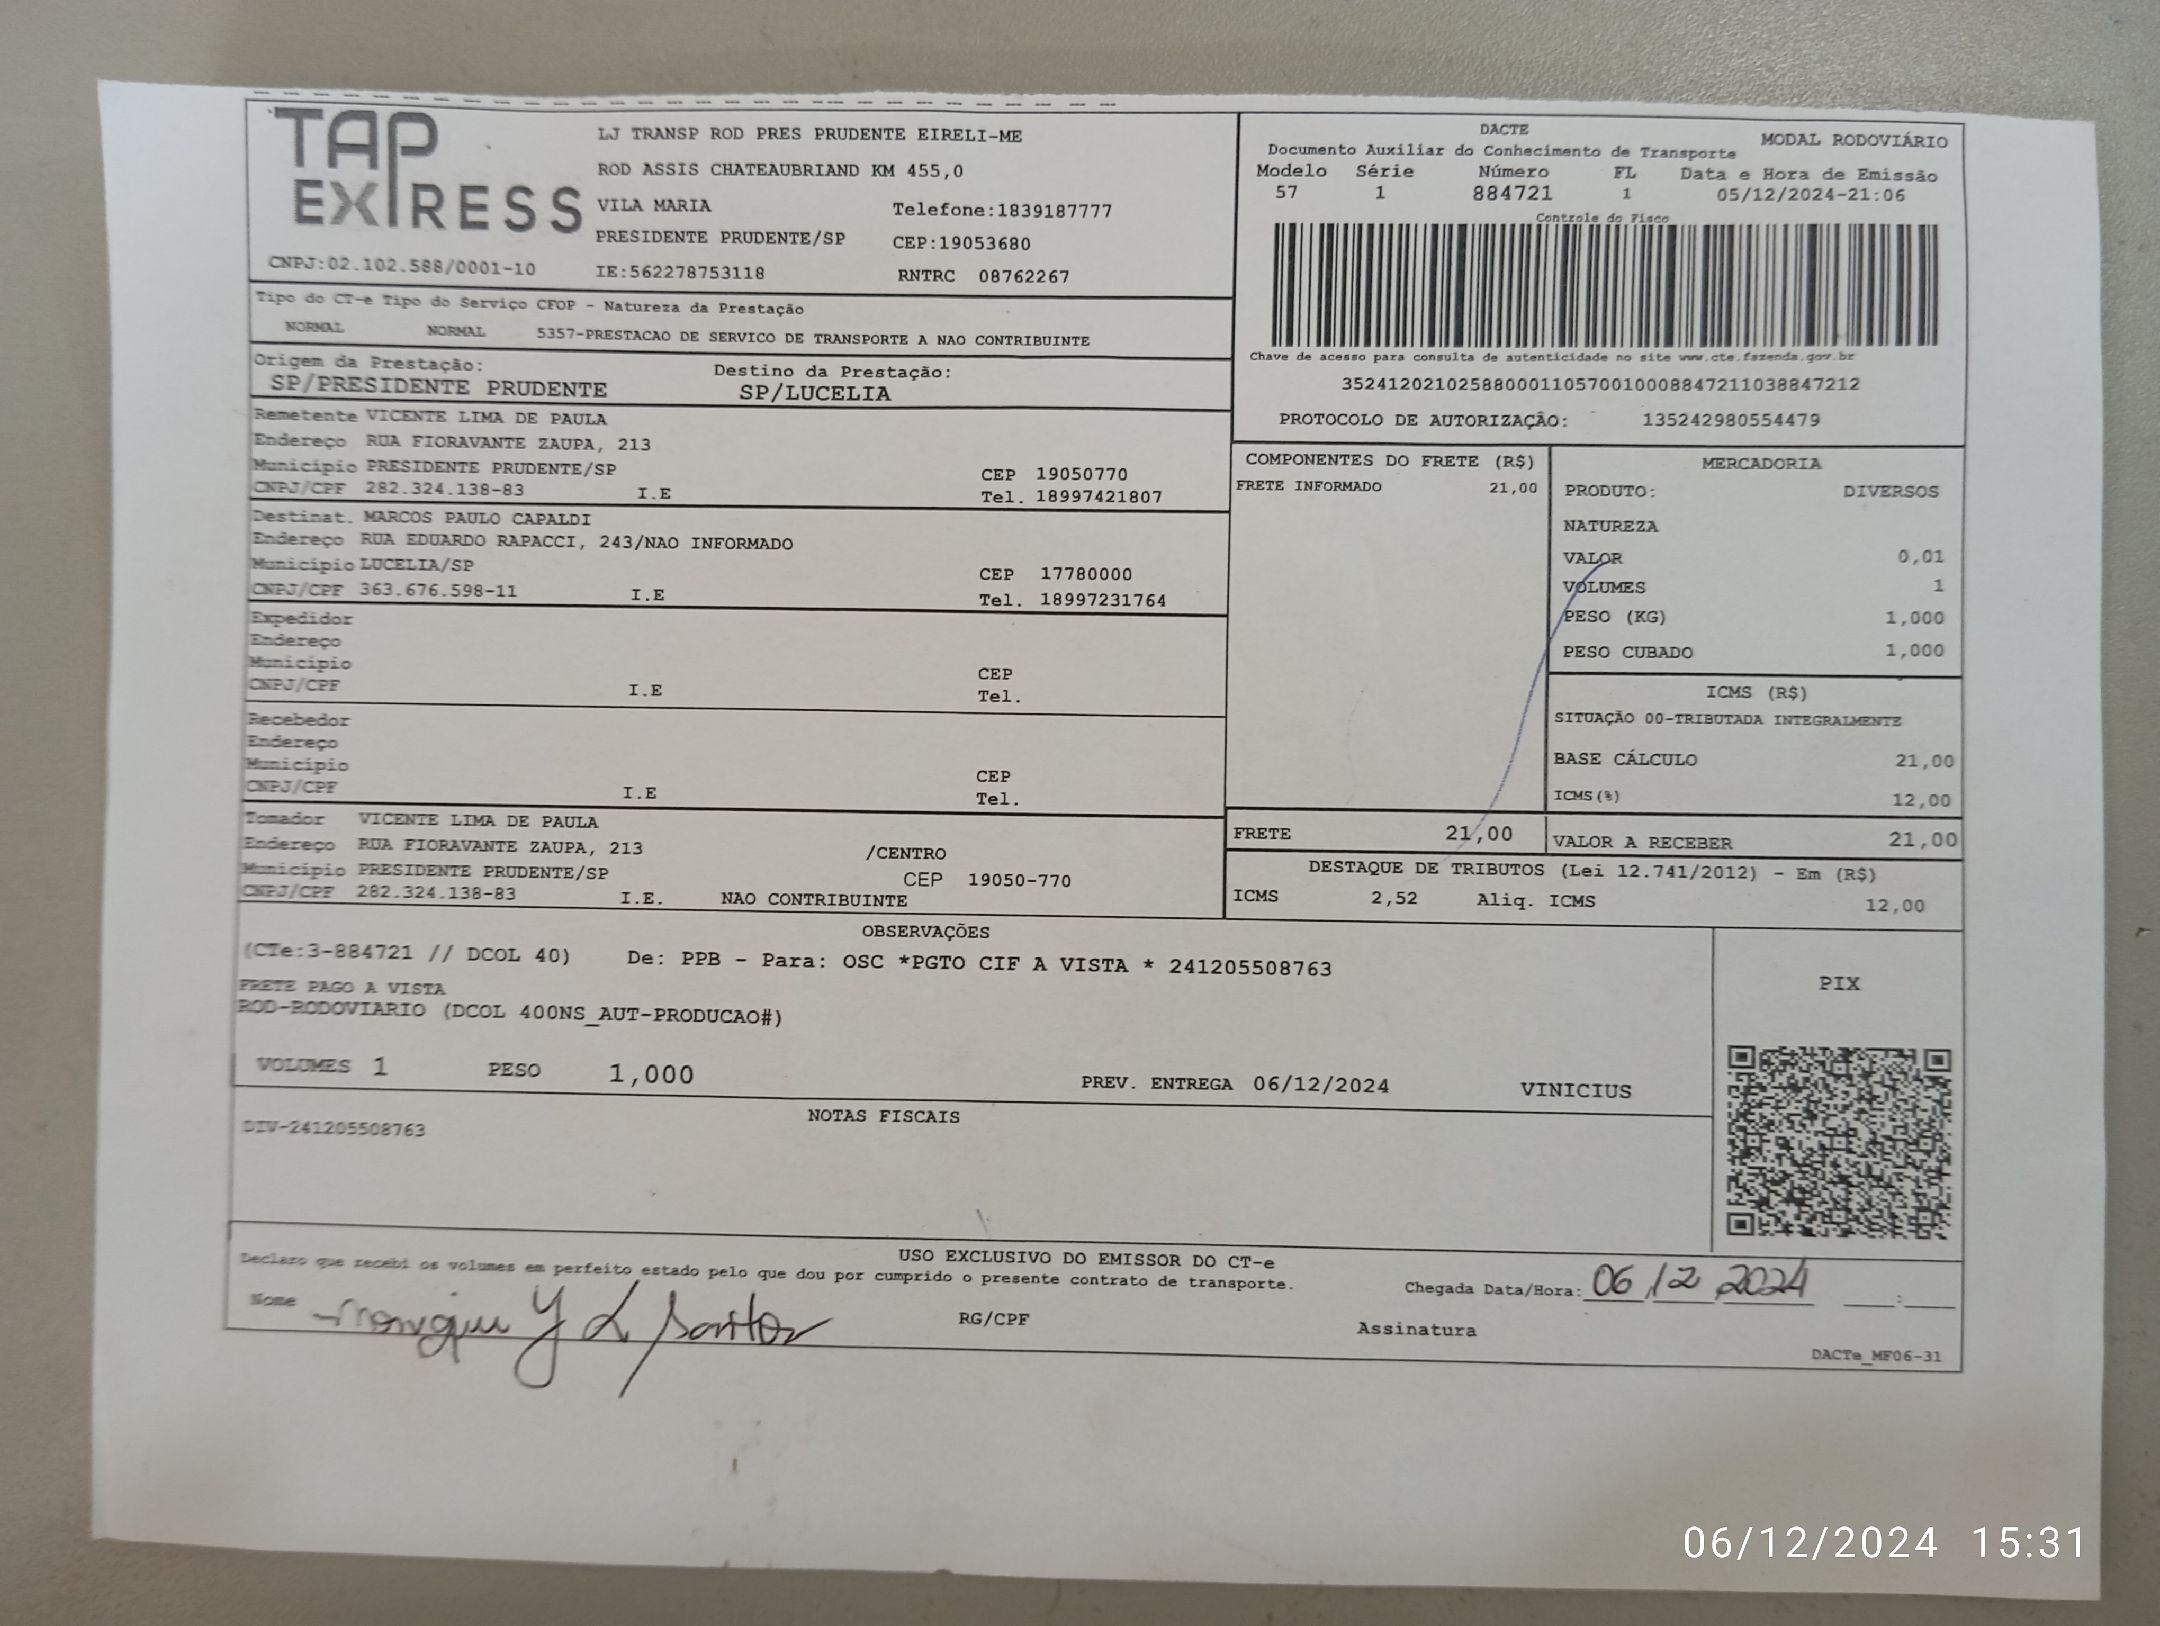 TAP EXPRESS
CNPJ:02.102.588/0001-10
LJ TRANSP ROD PRES PRUDENTE EIRELI-ME
ROD ASSIS CHATEAUBRIAND KM 455,0
VILA MARIA Telefone:1839187777
PRESIDENTE PRUDENTE/SP CEP:19053680
IE:562278753118 RNTRC 08762267
DACTE MODAL RODOVIÁRIO
Documento Auxiliar do Conhecimento de Transporte
Modelo Série Número FL Data e Hora de Emissão
57 1 884721 1 05/12/2024-21:06
Controle do Fisco
Chave de acesso para consulta de autenticidade no site www.cte.fazenda.gov.br
35241202102588000110570010008847211038847212
PROTOCOLO DE AUTORIZAÇÃO: 135242980554479
Tipo do CT-e Tipo do Serviço CFOP - Natureza da Prestação
NORMAL NORMAL 5357-PRESTACAO DE SERVICO DE TRANSPORTE A NAO CONTRIBUINTE
Origem da Prestação: Destino da Prestação:
SP/PRESIDENTE PRUDENTE SP/LUCELIA
Remetente VICENTE LIMA DE PAULA
Endereço RUA FIORAVANTE ZAUPA, 213
Município PRESIDENTE PRUDENTE/SP CEP 19050770
CNPJ/CPF 282.324.138-83 I.E Tel. 18997421807
Destinat. MARCOS PAULO CAPALDI
Endereço RUA EDUARDO RAPACCI, 243/NAO INFORMADO
Município LUCELIA/SP CEP 17780000
CNPJ/CPF 363.676.598-11 I.E Tel. 18997231764
Expedidor
Endereço
Município CEP
CNPJ/CPF I.E Tel.
Recebedor
Endereço
Município CEP
CNPJ/CPF I.E Tel.
Tomador VICENTE LIMA DE PAULA
Endereço RUA FIORAVANTE ZAUPA, 213 /CENTRO
Município PRESIDENTE PRUDENTE/SP CEP 19050-770
CNPJ/CPF 282.324.138-83 I.E. NAO CONTRIBUINTE
COMPONENTES DO FRETE (R$)
FRETE INFORMADO 21,00
MERCADORIA
PRODUTO: DIVERSOS
NATUREZA
VALOR 0,01
VOLUMES 1
PESO (KG) 1,000
PESO CUBADO 1,000
ICMS (R$)
SITUAÇÃO 00-TRIBUTADA INTEGRALMENTE
BASE CÁLCULO 21,00
ICMS(%) 12,00
FRETE 21,00 VALOR A RECEBER 21,00
DESTAQUE DE TRIBUTOS (Lei 12.741/2012) - Em (R$)
ICMS 2,52 Aliq. ICMS 12,00
OBSERVAÇÕES
(CTe:3-884721 // DCOL 40) De: PPB - Para: OSC *PGTO CIF A VISTA * 241205508763
FRETE PAGO A VISTA
ROD-RODOVIARIO (DCOL 400NS_AUT-PRODUCAO#)
VOLUMES 1 PESO 1,000 PREV. ENTREGA 06/12/2024 VINICIUS
PIX
NOTAS FISCAIS
DIV-241205508763
USO EXCLUSIVO DO EMISSOR DO CT-e
Declaro que recebi os volumes em perfeito estado pelo que dou por cumprido o presente contrato de transporte.
Chegada Data/Hora: 06/12/2024 :
Nome Y L Santos RG/CPF Assinatura
DACTe_MF06-31
06/12/2024 15:31